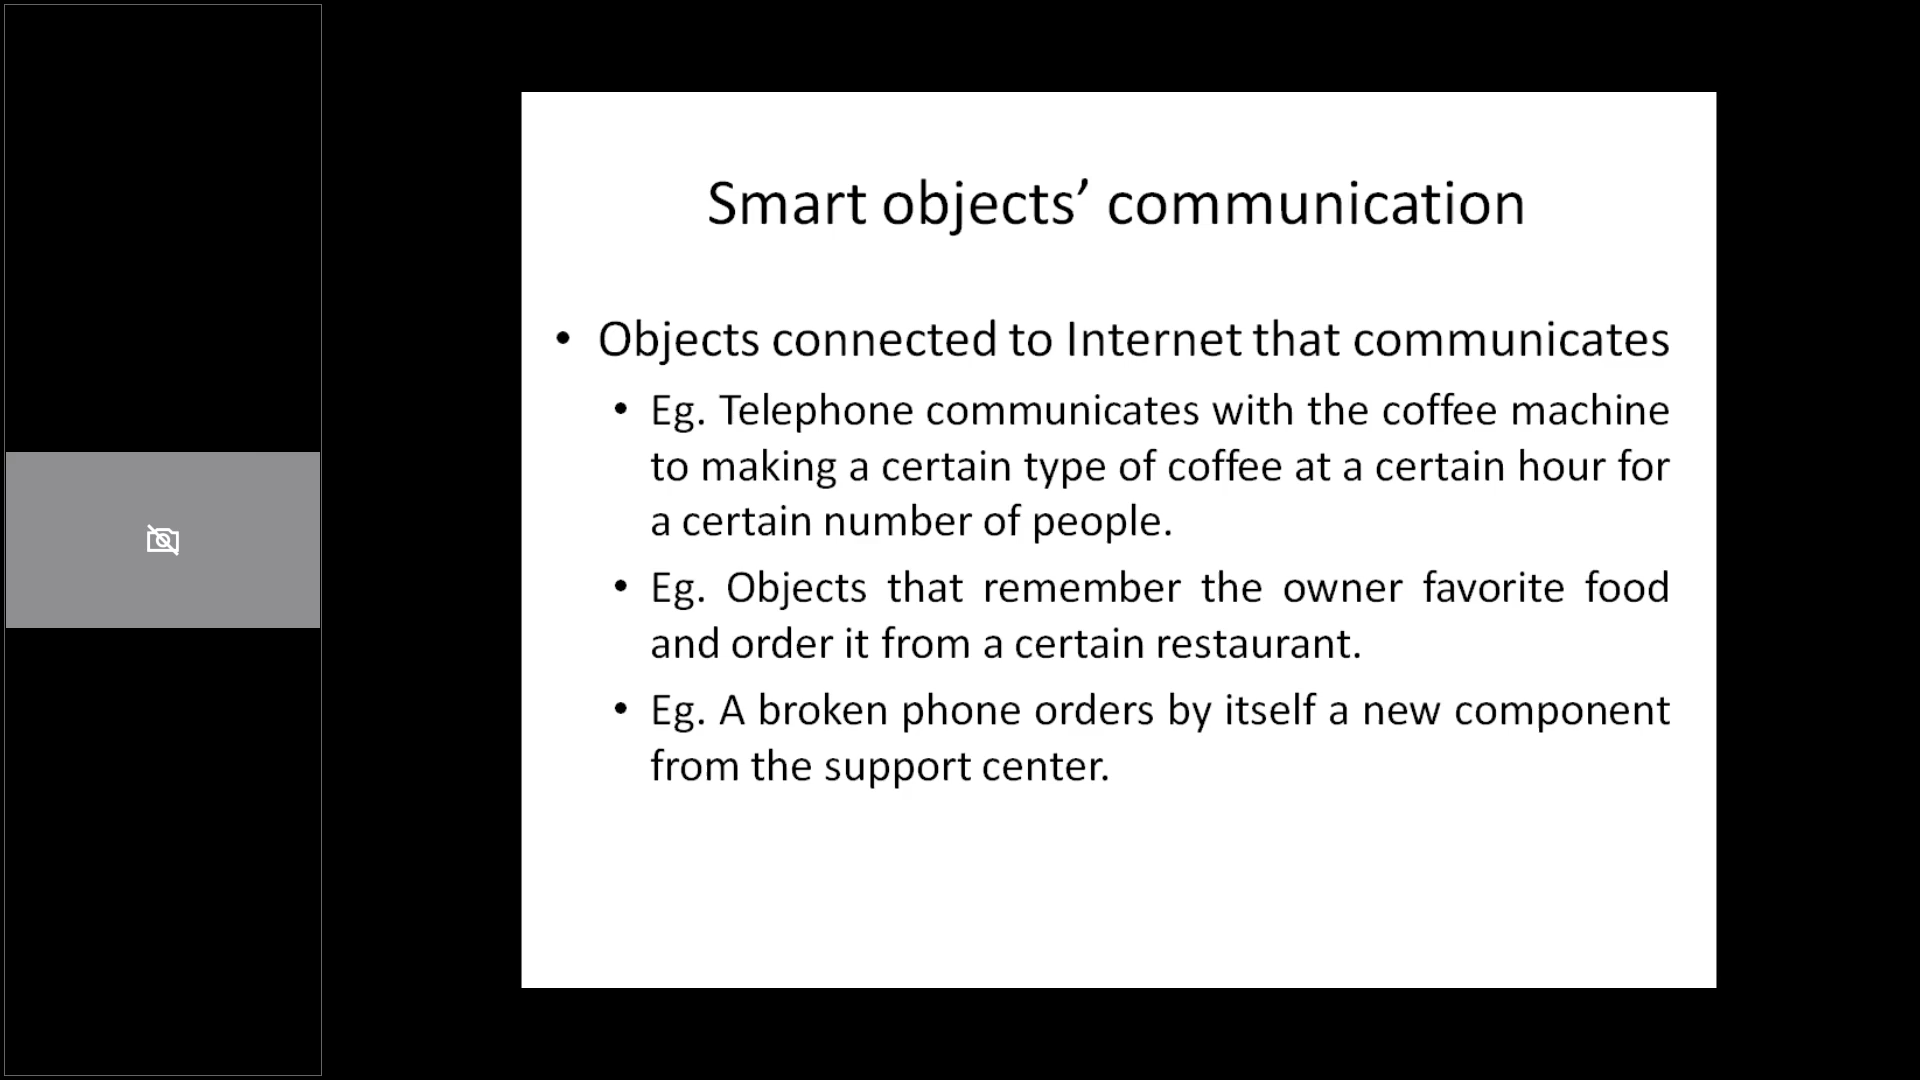 Smart objects’ communication
• Objects connected to Internet that communicates
• Eg. Telephone communicates with the coffee machine
to making a certain type of coffee at a certain hour for
a certain number of people.
• Eg. Objects that remember the owner favorite food
and order it from a certain restaurant.
• Eg. A broken phone orders by itself a new component
from the support center.